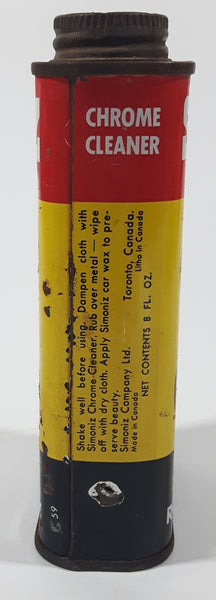 CHROME
CLEANER
Shake well before using. Dampen cloth with
Simoniz Chrome Cleaner. Rub over metal — wipe
off with dry cloth. Apply Simoniz car wax to pre-
serve beauty.
Simoniz Company Ltd. Toronto, Canada.
Made in Canada Litho in Canada
NET CONTENTS 8 FL. OZ.
59